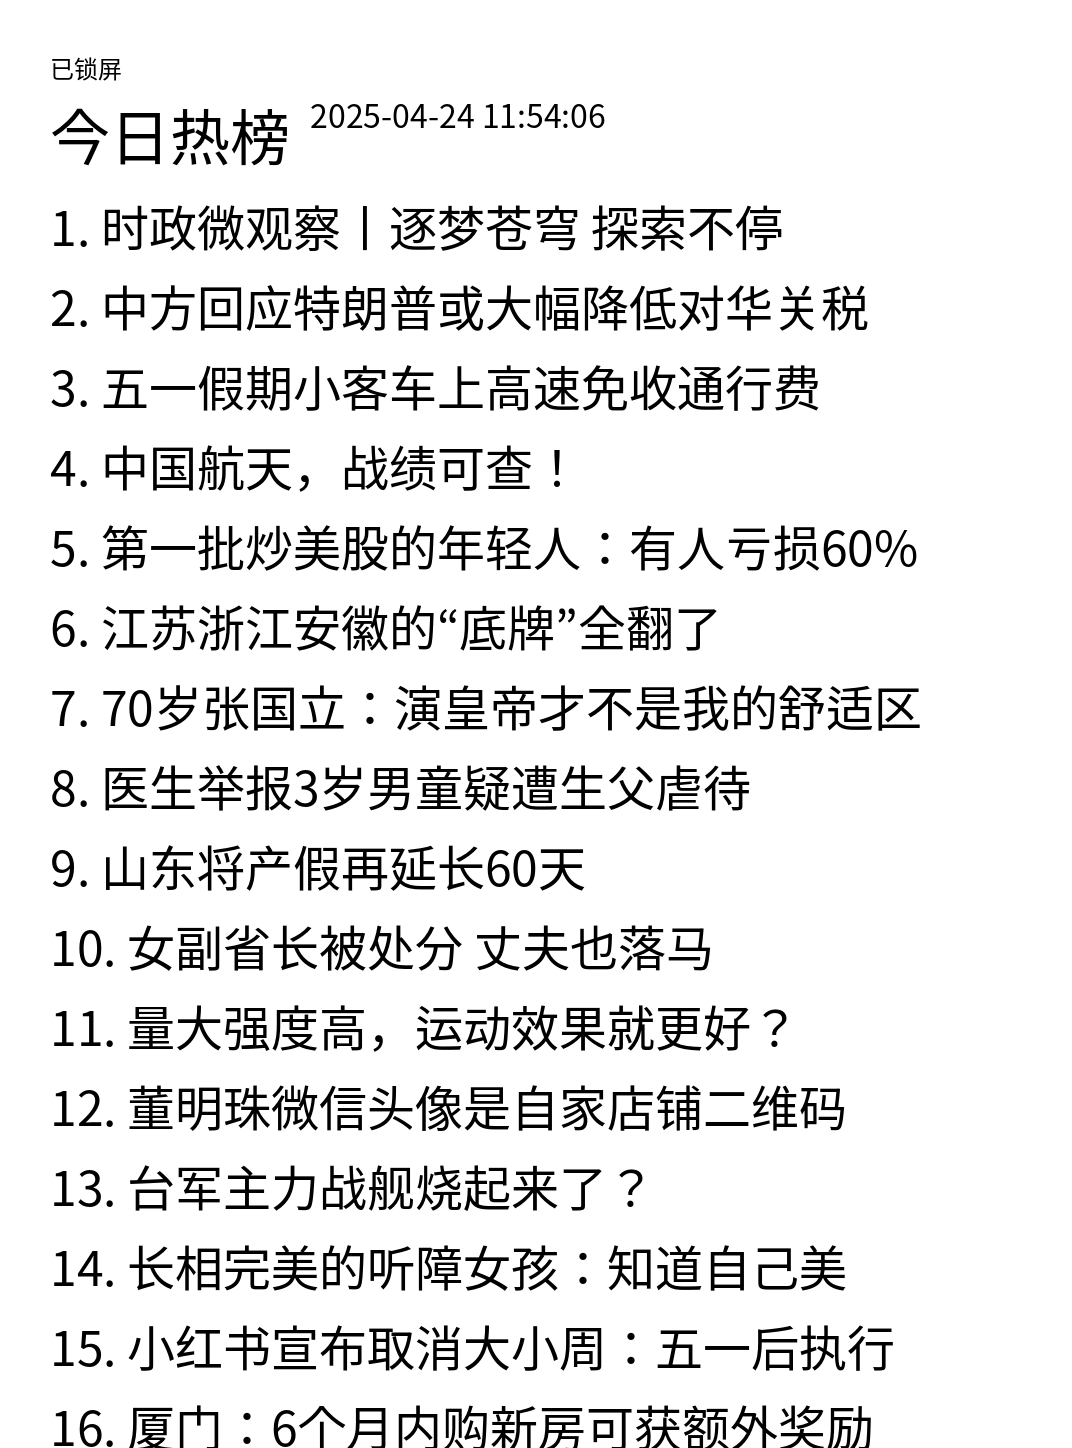 已锁屏
今日热榜 2025-04-24 11:54:06
1. 时政微观察丨逐梦苍穹 探索不停
2. 中方回应特朗普或大幅降低对华关税
3. 五一假期小客车上高速免收通行费
4. 中国航天，战绩可查！
5. 第一批炒美股的年轻人：有人亏损60%
6. 江苏浙江安徽的“底牌”全翻了
7. 70岁张国立：演皇帝才不是我的舒适区
8. 医生举报3岁男童疑遭生父虐待
9. 山东将产假再延长60天
10. 女副省长被处分 丈夫也落马
11. 量大强度高，运动效果就更好？
12. 董明珠微信头像是自家店铺二维码
13. 台军主力战舰烧起来了？
14. 长相完美的听障女孩：知道自己美
15. 小红书宣布取消大小周：五一后执行
16. 厦门：6个月内购新房可获额外奖励